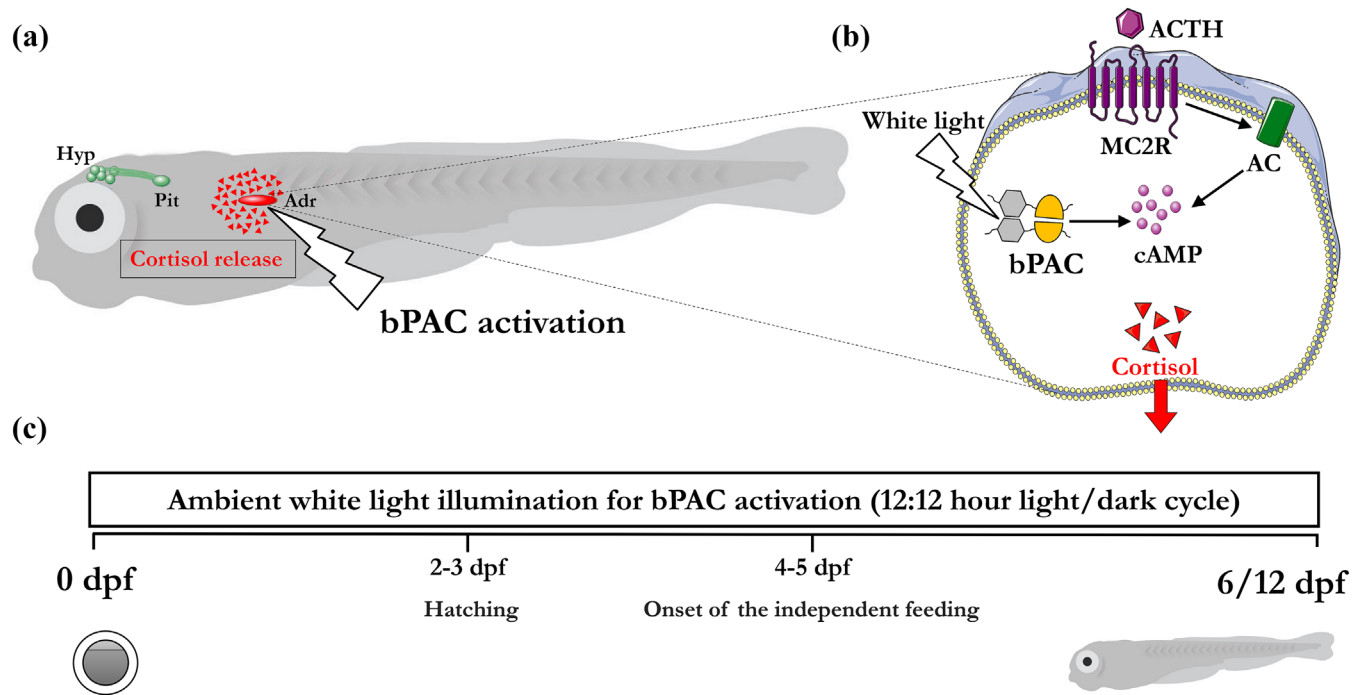 (a)
Hyp
Pit
Adr
Cortisol release
bPAC activation
(b)
ACTH
White light
MC2R
AC
bPAC
cAMP
Cortisol
(c)
Ambient white light illumination for bPAC activation (12:12 hour light/dark cycle)
0 dpf
2-3 dpf
Hatching
4-5 dpf
Onset of the independent feeding
6/12 dpf